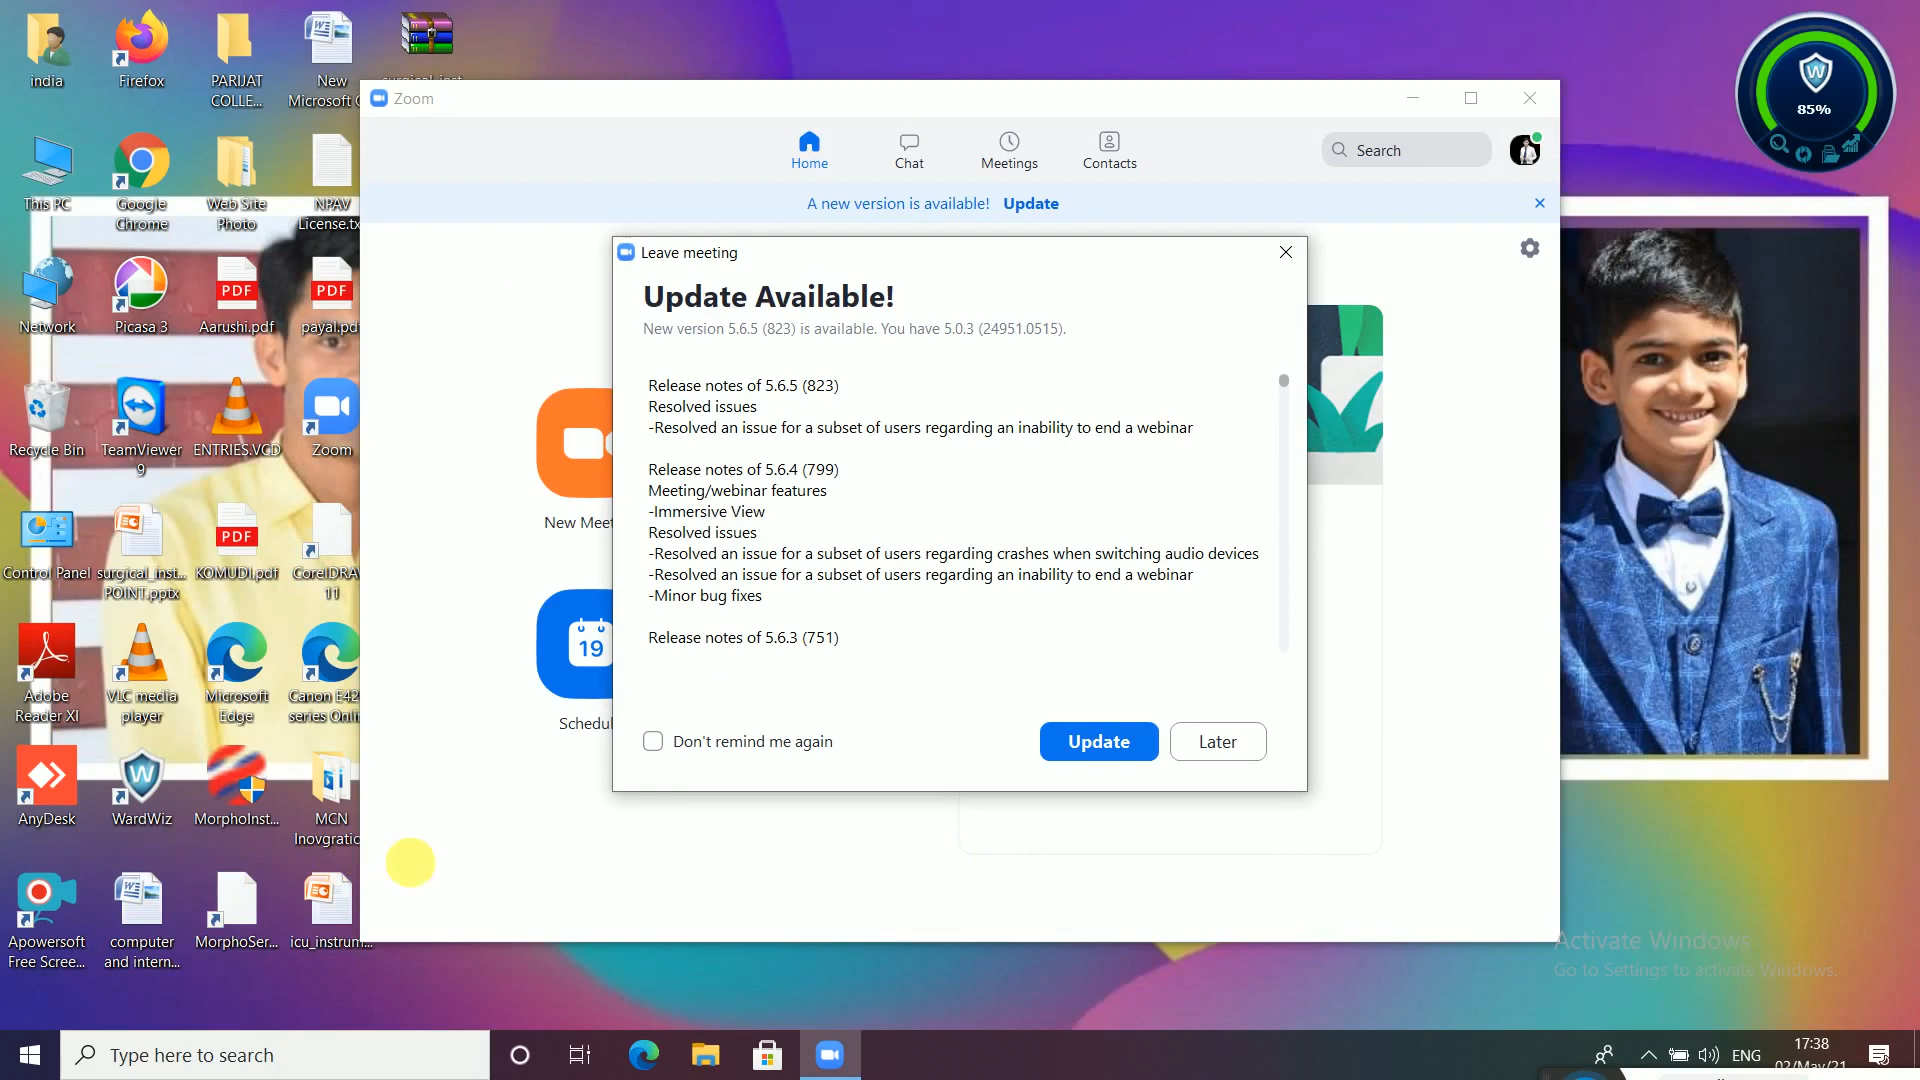 india
Firefox
PARIJAT
COLLE...
New
Microsoft
This PC
Google
Chrome
Web Site
Photo
NPAV
License.tx
Network
Picasa 3
Aarushi.pdf
payal.pd
PDF
PDF
Recycle Bin
TeamViewer
9
ENTRIES.VCD
Zoom
Control Panel
surgical_inst...
POINT.pptx
PDF
KOMUDI.pdf
CorelDRA
11
Adobe
Reader XI
VLC media
player
Microsoft
Edge
Canon E42
series Onli
AnyDesk
WardWiz
MorphoInst...
MCN
Inovgratic
Apowersoft
Free Scree...
computer
and intern...
MorphoSer...
icu_instrum...
Zoom
Home
Chat
Meetings
Contacts
Search
A new version is available! Update
Leave meeting
Update Available!
New version 5.6.5 (823) is available. You have 5.0.3 (24951.0515).
Release notes of 5.6.5 (823)
Resolved issues
-Resolved an issue for a subset of users regarding an inability to end a webinar
Release notes of 5.6.4 (799)
Meeting/webinar features
-Immersive View
Resolved issues
-Resolved an issue for a subset of users regarding crashes when switching audio devices
-Resolved an issue for a subset of users regarding an inability to end a webinar
-Minor bug fixes
Release notes of 5.6.3 (751)
Don't remind me again
Update
Later
New Meet
19
Schedul
W
85%
Activate Windows
Go to Settings to activate Windows.
Type here to search
ENG
17:38
02/May/21